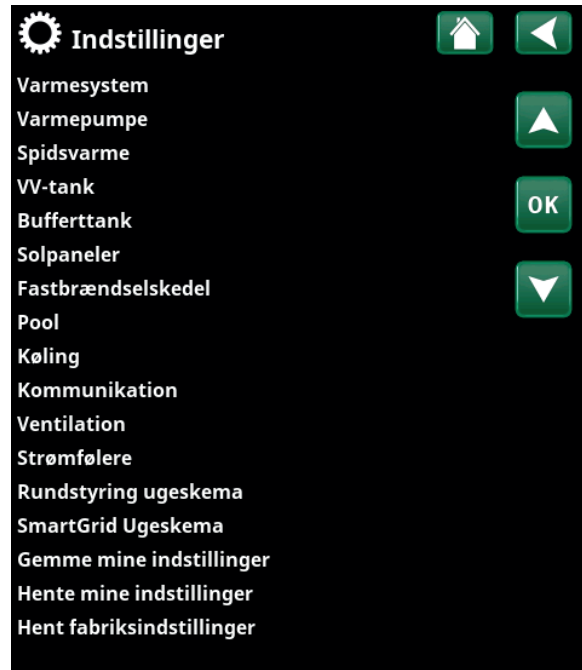 Indstillinger
Varmesystem
Varmepumpe
Spidsvarme
VV-tank
OK
Bufferttank
Solpaneler
Fastbrændselskedel
Pool
Køling
Kommunikation
Ventilation
Strømfølere
Rundstyring ugeskema
SmartGrid Ugeskema
Gemme mine indstillinger
Hente mine indstillinger
Hent fabriksindstillinger